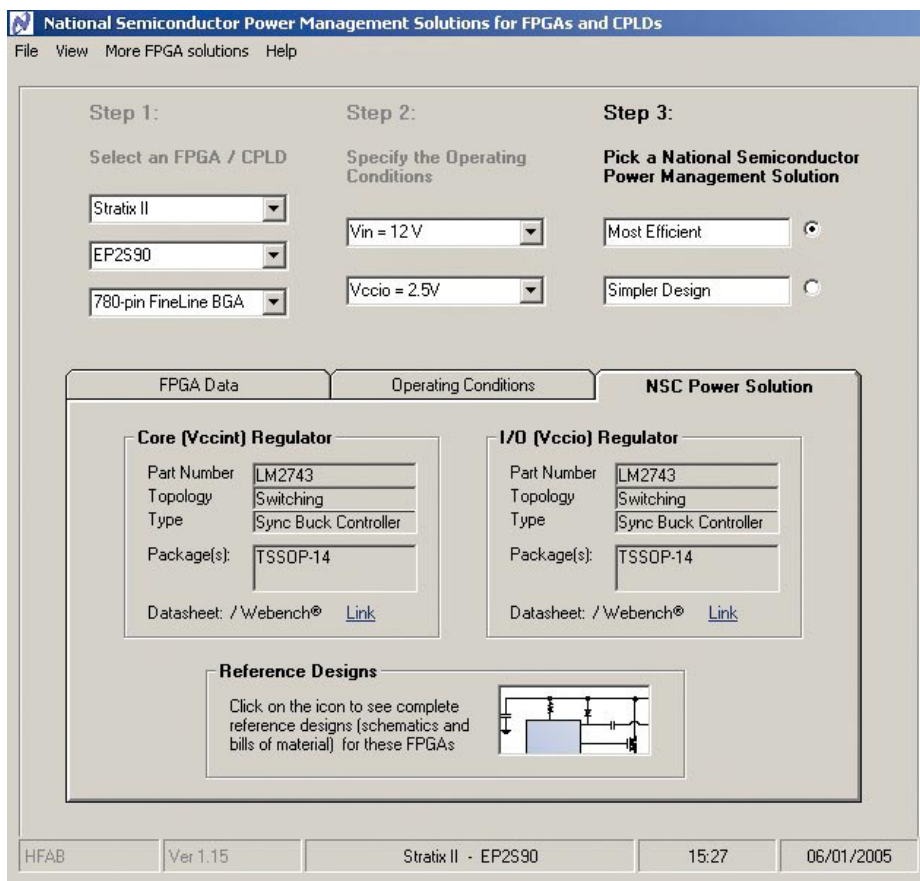 National Semiconductor Power Management Solutions for FPGAs and CPLDs
File View More FPGA solutions Help
Step 1:
Select an FPGA / CPLD
Stratix II
EP2S90
780-pin FineLine BGA
Step 2:
Specify the Operating
Conditions
Vin = 12 V
Vccio = 2.5V
Step 3:
Pick a National Semiconductor
Power Management Solution
Most Efficient
Simpler Design
FPGA Data
Operating Conditions
NSC Power Solution
Core (Vccint) Regulator
Part Number LM2743
Topology Switching
Type Sync Buck Controller
Package(s): TSSOP-14
Datasheet: / Webench® Link
I/O (Vccio) Regulator
Part Number LM2743
Topology Switching
Type Sync Buck Controller
Package(s): TSSOP-14
Datasheet: / Webench® Link
Reference Designs
Click on the icon to see complete
reference designs (schematics and
bills of material) for these FPGAs
HFAB
Ver 1.15
Stratix II - EP2S90
15:27
06/01/2005